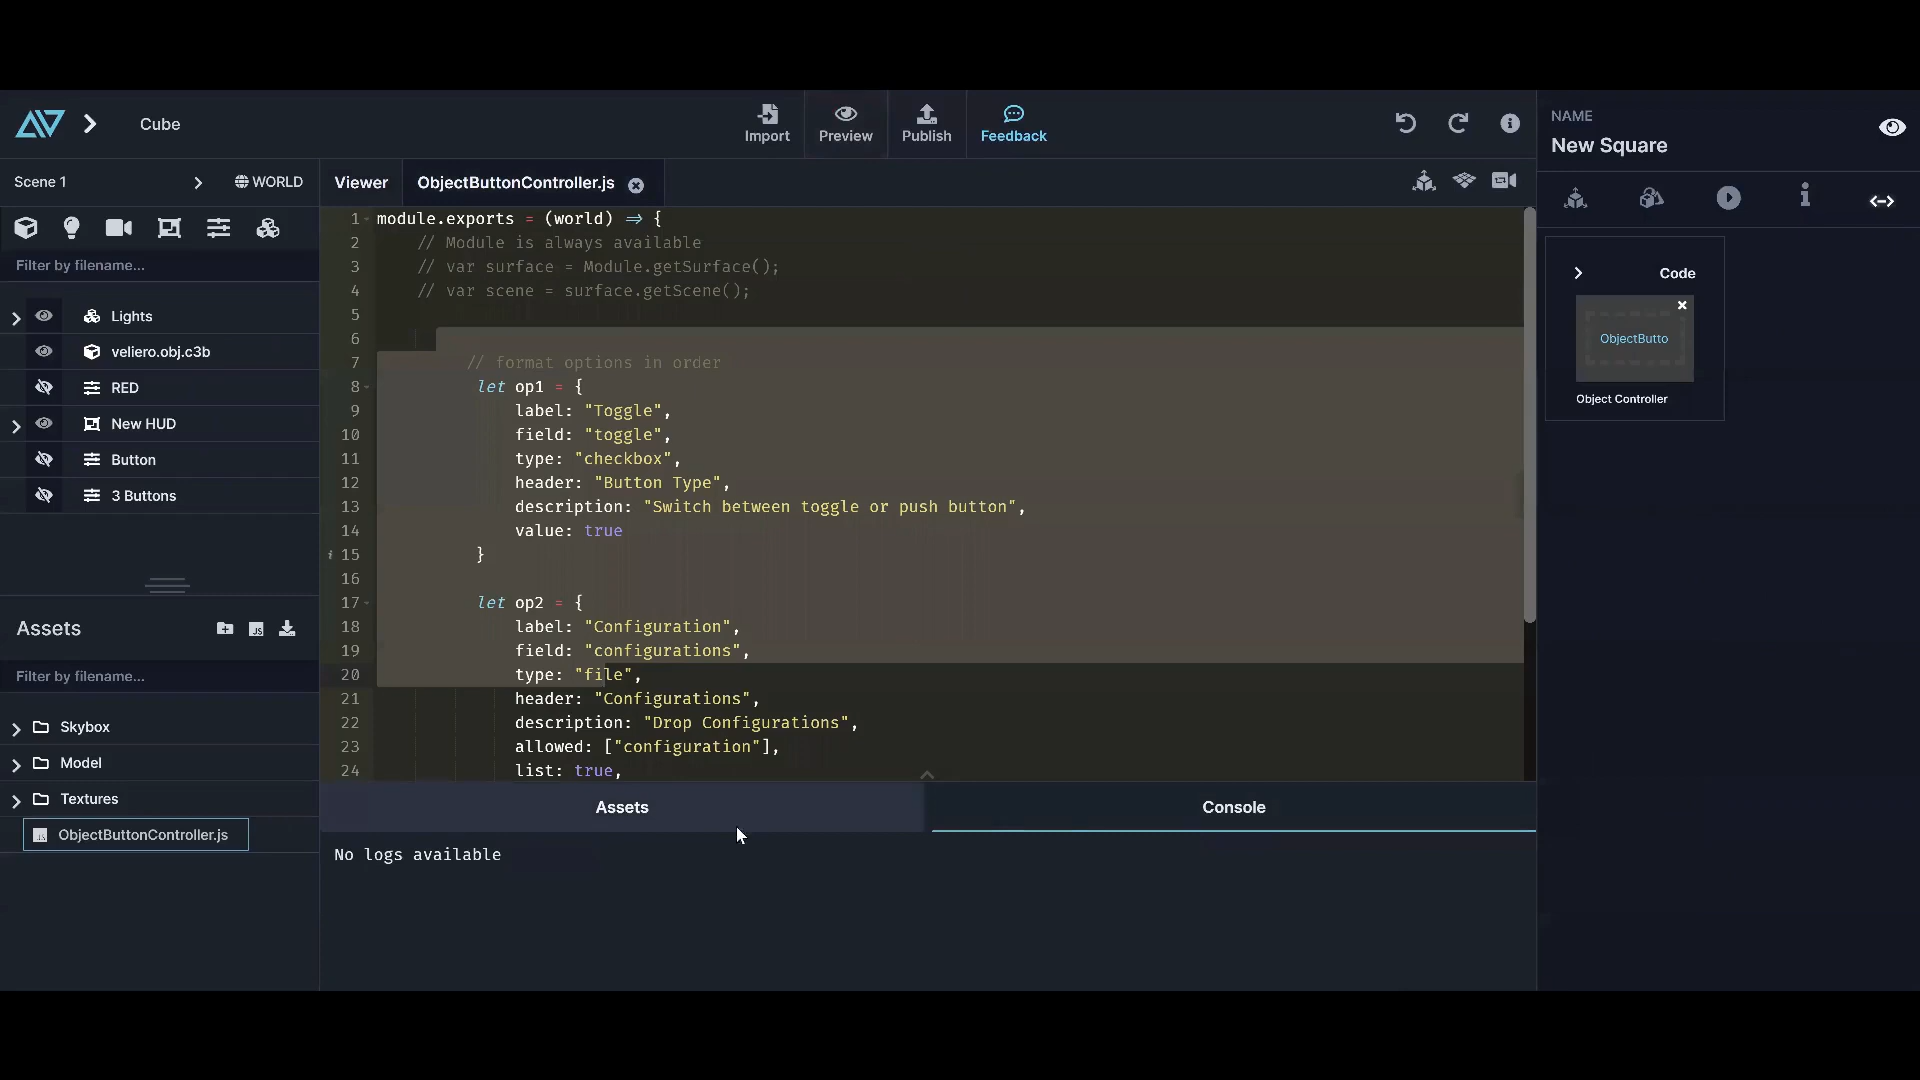 Cube
Import
Preview
Publish
Feedback
NAME
New Square
Scene 1
WORLD
Viewer
ObjectButtonController.js
Filter by filename...
Lights
veliero.obj.c3b
RED
New HUD
Button
3 Buttons
Assets
Filter by filename...
Skybox
Model
Textures
JS
ObjectButtonController.js
1 module.exports = (world) => {
2 // Module is always available
3 // var surface = Module.getSurface();
4 // var scene = surface.getScene();
5
6
7 // format options in order
8 let op1 = {
9 label: "Toggle",
10 field: "toggle",
11 type: "checkbox",
12 header: "Button Type",
13 description: "Switch between toggle or push button",
14 value: true
i 15 }
16
17 let op2 = {
18 label: "Configuration",
19 field: "configurations",
20 type: "file",
21 header: "Configurations",
22 description: "Drop Configurations",
23 allowed: ["configuration"],
24 list: true,
Assets
Console
No logs available
Code
ObjectButto
Object Controller